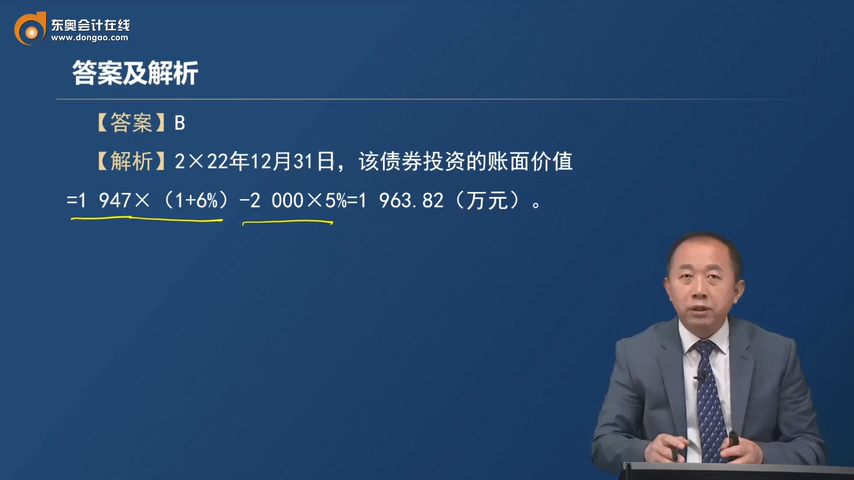 东奥会计在线
www.dongao.com
答案及解析
【答案】B
【解析】2×22年12月31日，该债券投资的账面价值
=1 947×（1+6%）-2 000×5%=1 963.82（万元）。